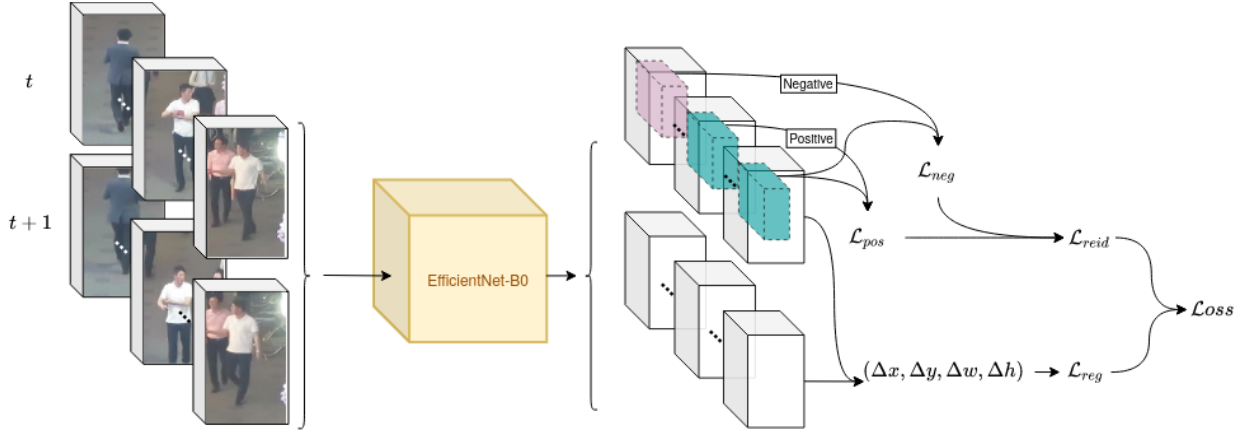 t
t + 1
EfficientNet-B0
Negative
Positive
ℒ_neg
ℒ_pos
ℒ_reid
ℒoss
(Δx, Δy, Δw, Δh)
ℒ_reg